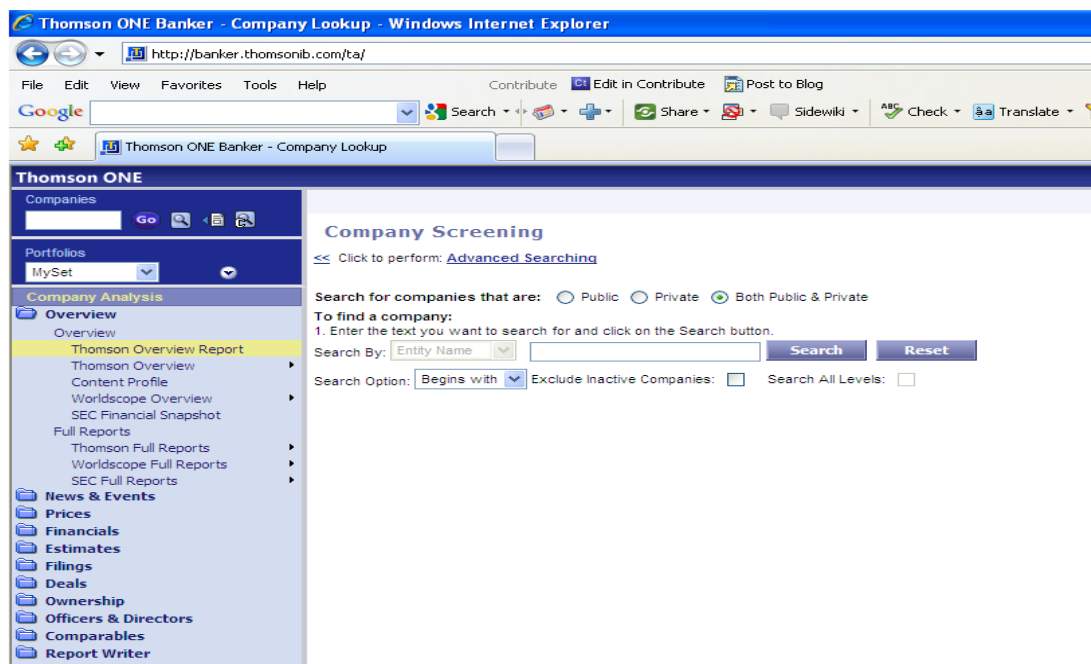 Thomson ONE Banker - Company Lookup - Windows Internet Explorer
http://banker.thomsonib.com/ta/
File Edit View Favorites Tools Help Contribute Edit in Contribute Post to Blog
Google Search Share Sidewiki Check Translate
Thomson ONE Banker - Company Lookup
Thomson ONE
Companies
Go
Portfolios
MySet
Company Analysis
Overview
Overview
Thomson Overview Report
Thomson Overview
Content Profile
Worldscope Overview
SEC Financial Snapshot
Full Reports
Thomson Full Reports
Worldscope Full Reports
SEC Full Reports
News & Events
Prices
Financials
Estimates
Filings
Deals
Ownership
Officers & Directors
Comparables
Report Writer
Company Screening
<< Click to perform: Advanced Searching
Search for companies that are: Public Private Both Public & Private
To find a company:
1. Enter the text you want to search for and click on the Search button.
Search By: Entity Name Search Reset
Search Option: Begins with Exclude Inactive Companies: Search All Levels: